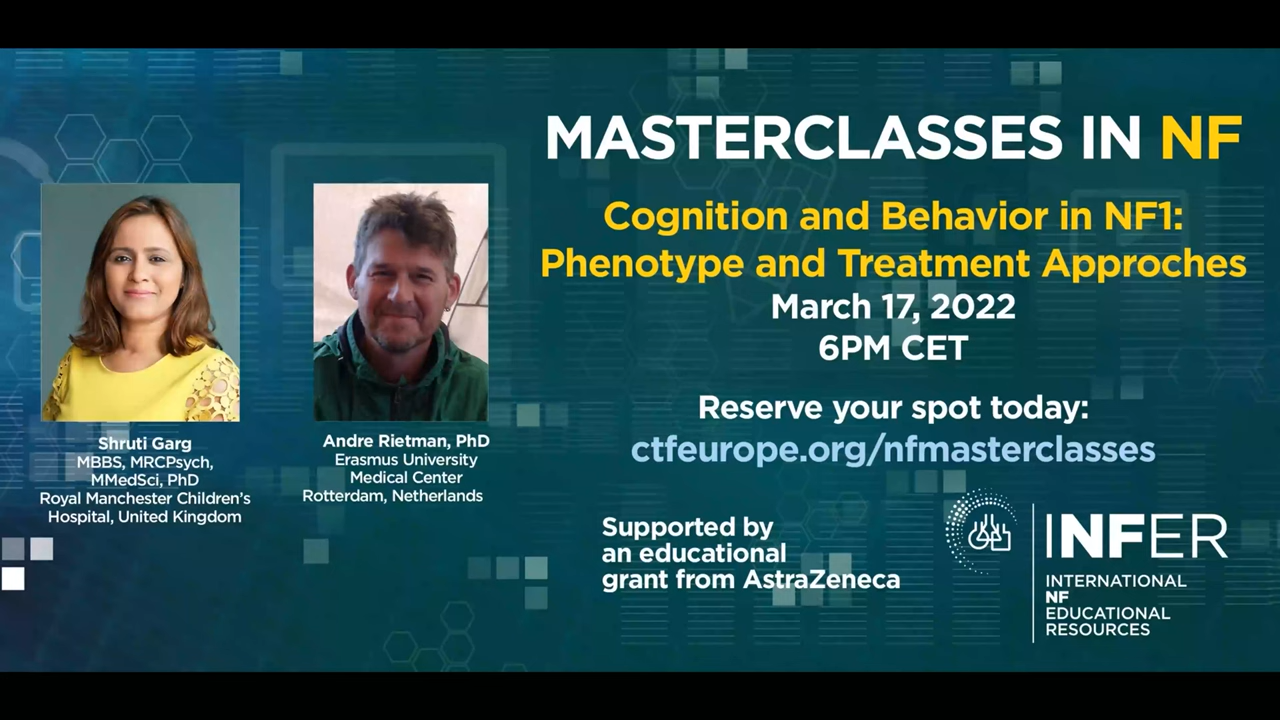 MASTERCLASSES IN NF
Cognition and Behavior in NF1:
Phenotype and Treatment Approches
March 17, 2022
6PM CET
Reserve your spot today:
ctfeurope.org/nfmasterclasses
Shruti Garg
MBBS, MRCPsych,
MMedSci, PhD
Royal Manchester Children's
Hospital, United Kingdom
Andre Rietman, PhD
Erasmus University
Medical Center
Rotterdam, Netherlands
Supported by
an educational
grant from AstraZeneca
INFER
INTERNATIONAL
NF
EDUCATIONAL
RESOURCES